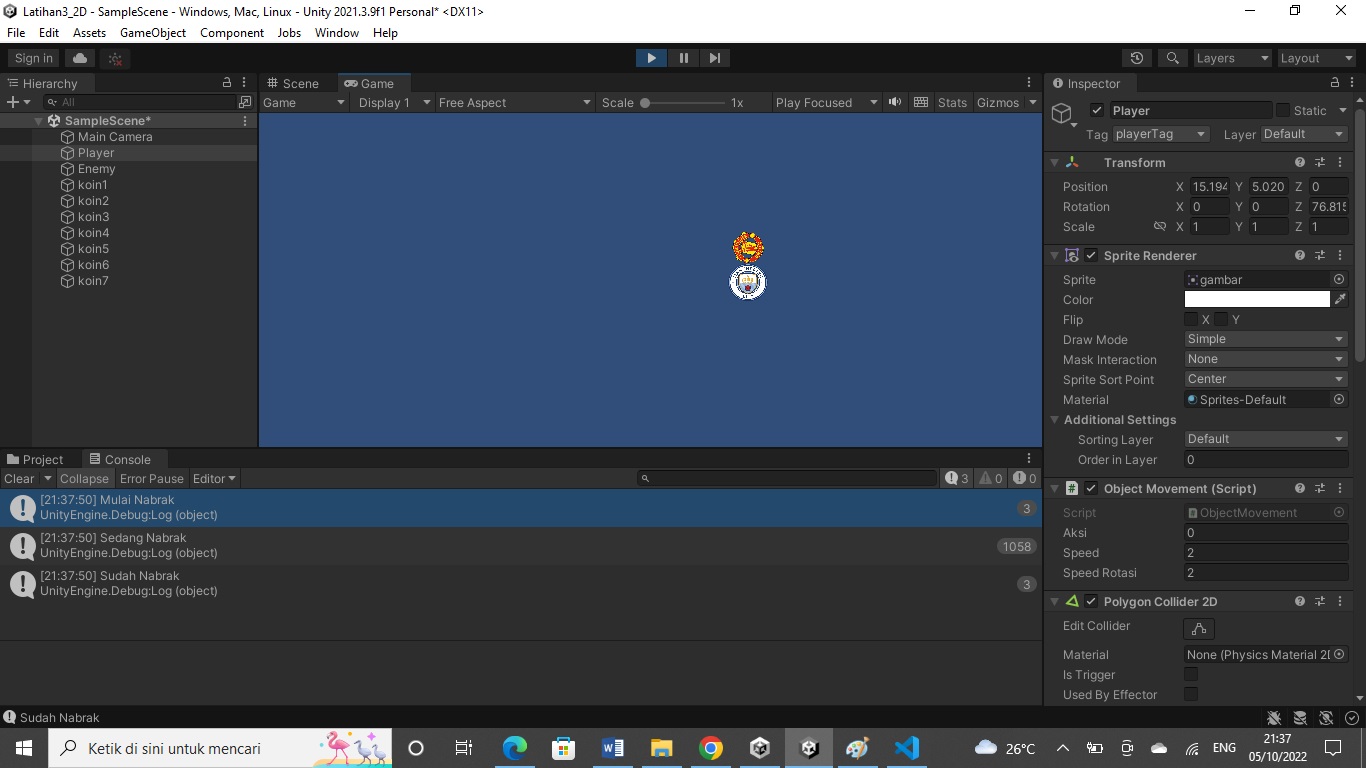 Latihan3_2D - SampleScene - Windows, Mac, Linux - Unity 2021.3.9f1 Personal* <DX11>
File Edit Assets GameObject Component Jobs Window Help
Sign in Layers Layout
Hierarchy
All
SampleScene*
Main Camera
Player
Enemy
koin1
koin2
koin3
koin4
koin5
koin6
koin7
Scene Game
Game Display 1 Free Aspect Scale 1x Play Focused Stats Gizmos
Project Console
Clear Collapse Error Pause Editor 3 0 0
[21:37:50] Mulai Nabrak
UnityEngine.Debug:Log (object)
3
[21:37:50] Sedang Nabrak
UnityEngine.Debug:Log (object)
1058
[21:37:50] Sudah Nabrak
UnityEngine.Debug:Log (object)
3
Inspector
Player Static
Tag playerTag Layer Default
Transform
Position X 15.194 Y 5.020 Z 0
Rotation X 0 Y 0 Z 76.815
Scale X 1 Y 1 Z 1
Sprite Renderer
Sprite gambar
Color
Flip X Y
Draw Mode Simple
Mask Interaction None
Sprite Sort Point Center
Material Sprites-Default
Additional Settings
Sorting Layer Default
Order in Layer 0
Object Movement (Script)
Script ObjectMovement
Aksi 0
Speed 2
Speed Rotasi 2
Polygon Collider 2D
Edit Collider
Material None (Physics Material 2D
Is Trigger
Used By Effector
Sudah Nabrak
Ketik di sini untuk mencari
26°C ENG
21:37
05/10/2022